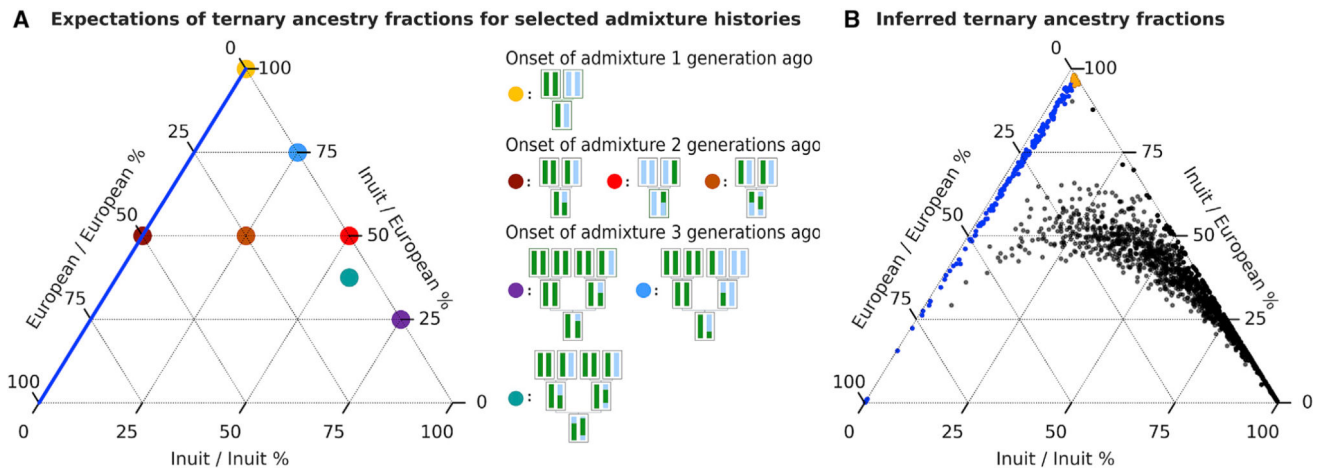 A Expectations of ternary ancestry fractions for selected admixture histories
0
100
25
75
50
50
75
25
100
0
0
25
50
75
100
European / European %
Inuit / European %
Inuit / Inuit %
Onset of admixture 1 generation ago
:
Onset of admixture 2 generations ago
: : :
Onset of admixture 3 generations ago
: :
:
B Inferred ternary ancestry fractions
0
100
25
75
50
50
75
25
100
0
0
25
50
75
100
European / European %
Inuit / European %
Inuit / Inuit %